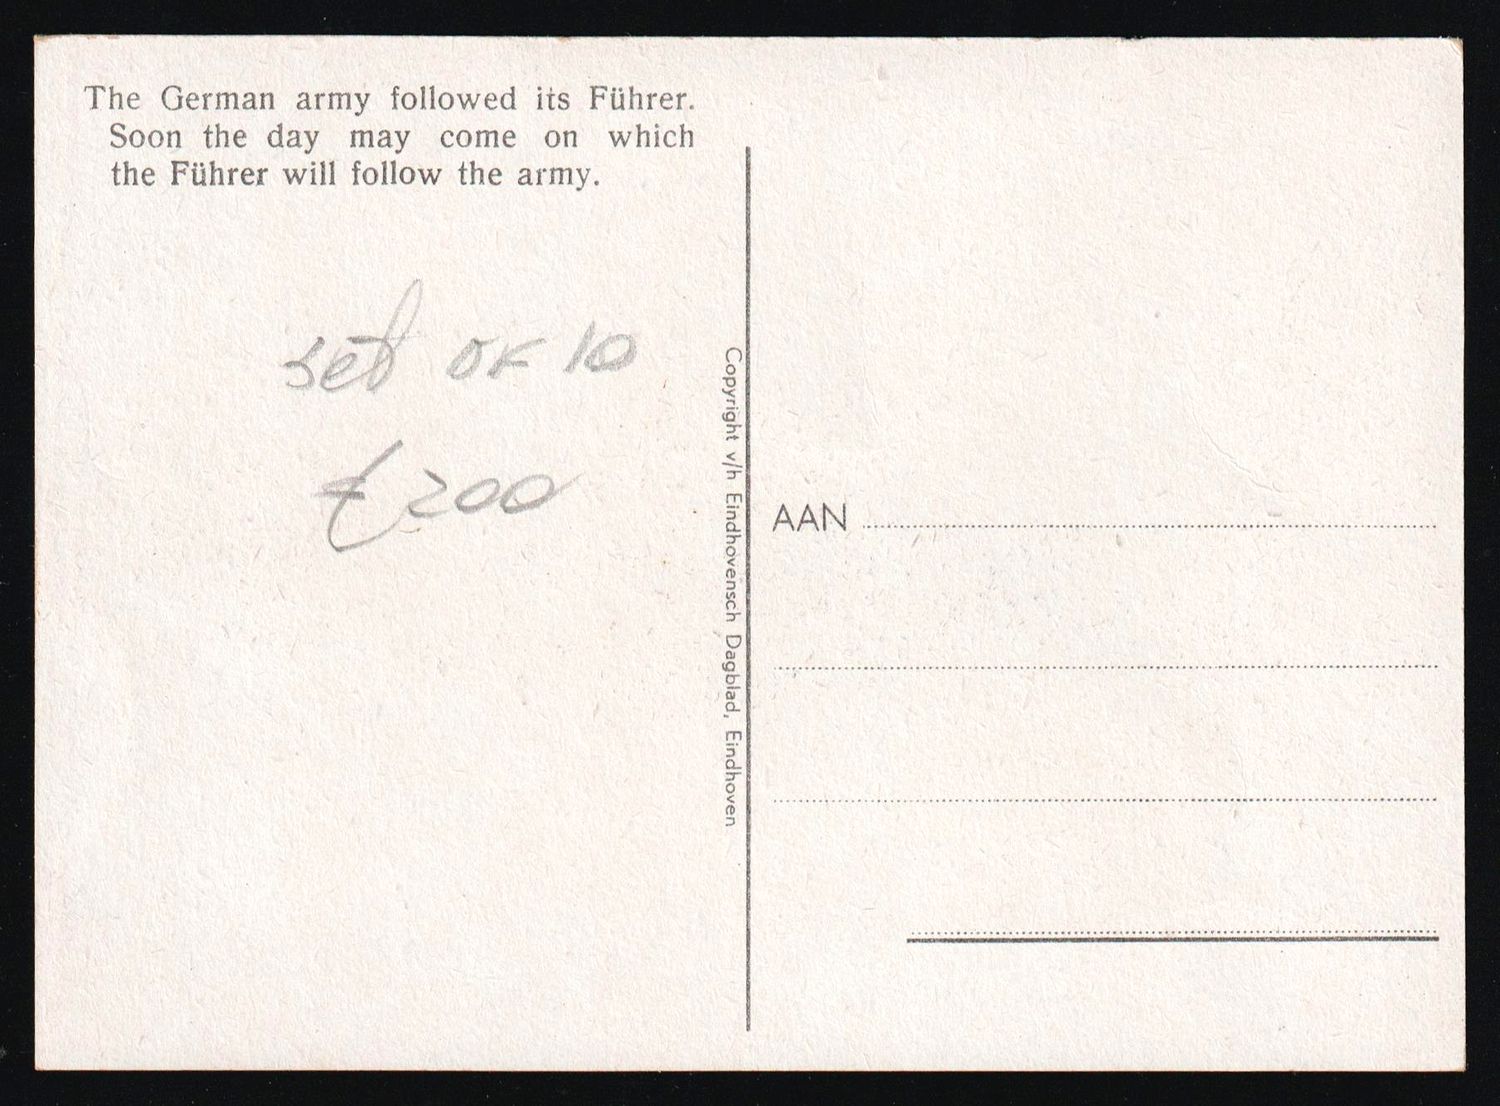 The German army followed its Führer.
Soon the day may come on which
the Führer will follow the army.
set of 10
€ 200
Copyright v/h Eindhovensch Dagblad, Eindhoven
AAN